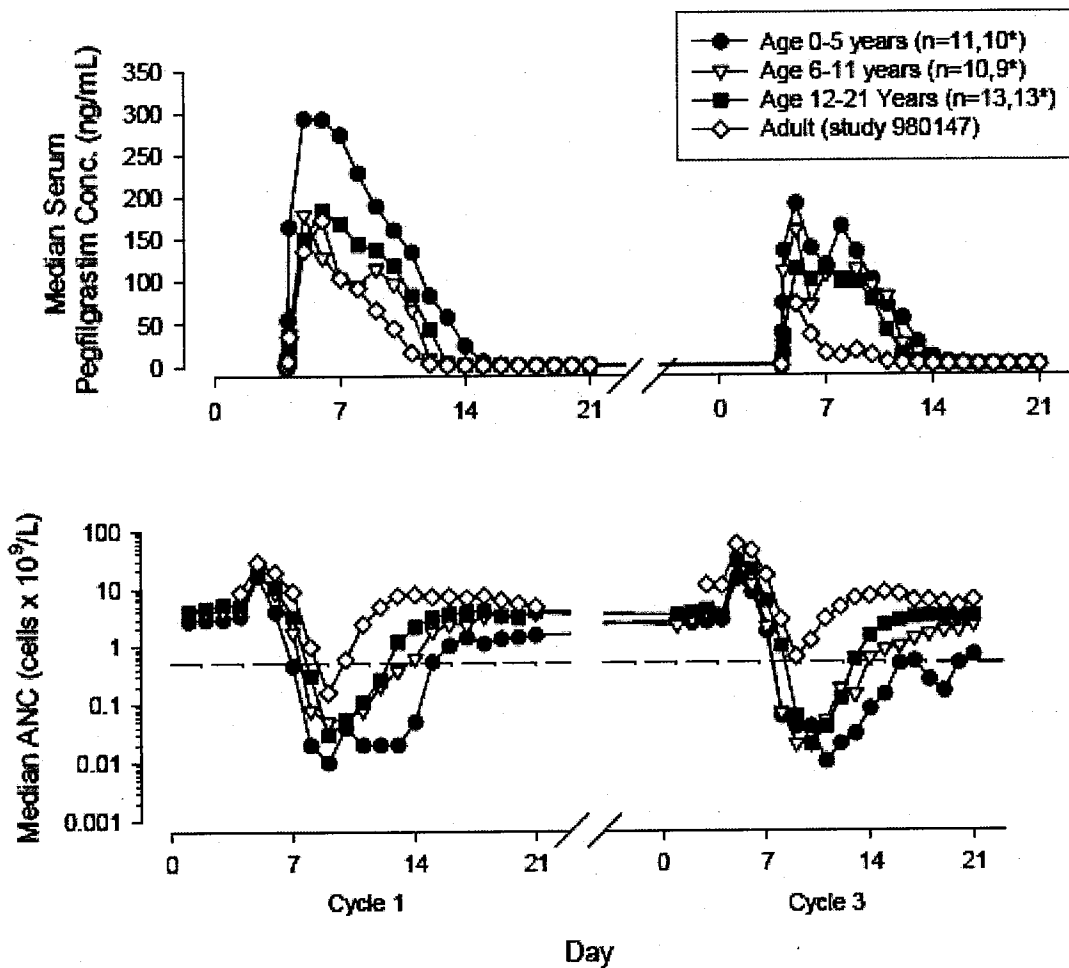 Age 0-5 years (n=11,10*)
Age 6-11 years (n=10,9*)
Age 12-21 Years (n=13,13*)
Adult (study 980147)
Median Serum
Pegfilgrastim Conc. (ng/mL)
350
300
250
200
150
100
50
0
0 7 14 21
0 7 14 21
Median ANC (cells x 10^9/L)
100
10
1
0.1
0.01
0.001
0 7 14 21
0 7 14 21
Cycle 1
Cycle 3
Day